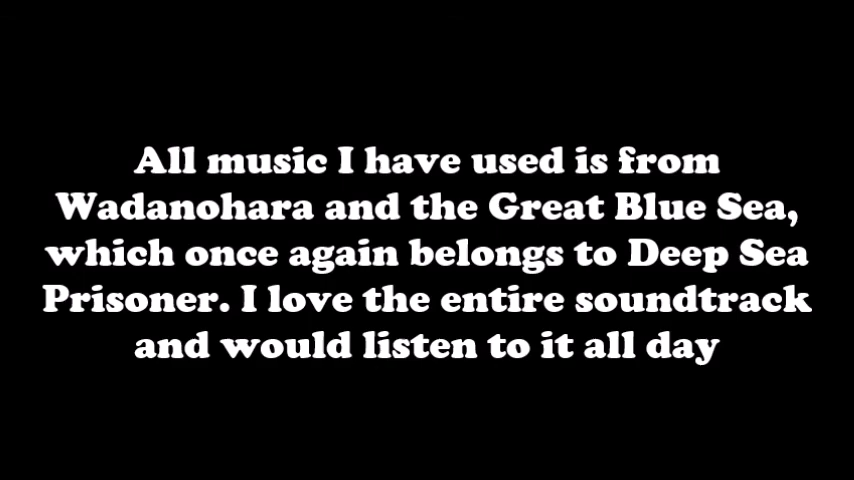 All music I have used is from
Wadanohara and the Great Blue Sea,
which once again belongs to Deep Sea
Prisoner. I love the entire soundtrack
and would listen to it all day